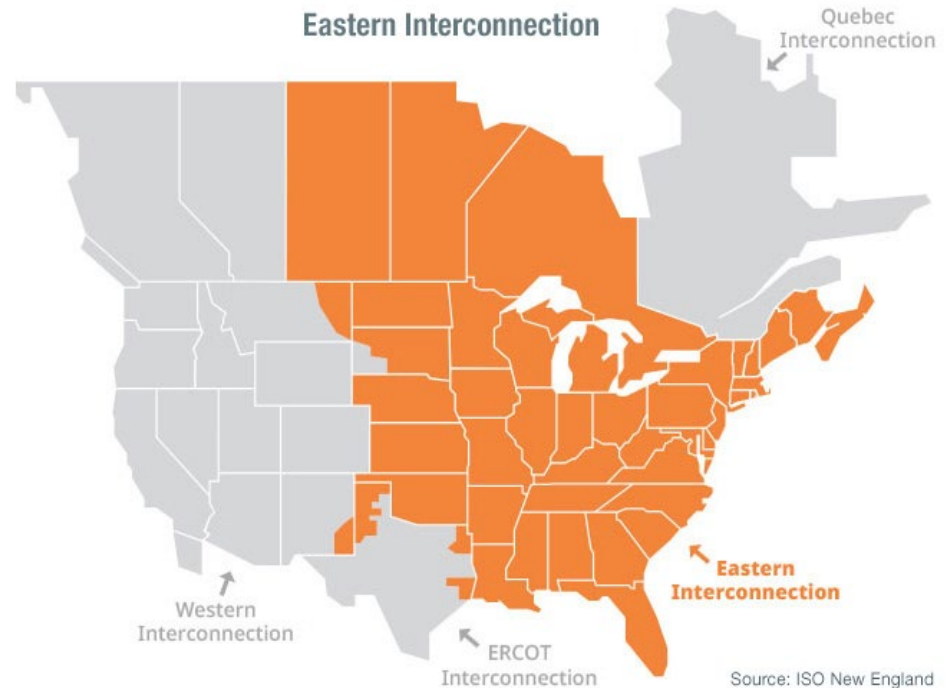 Eastern Interconnection
Quebec
Interconnection
Eastern
Interconnection
Western
Interconnection
ERCOT
Interconnection
Source: ISO New England